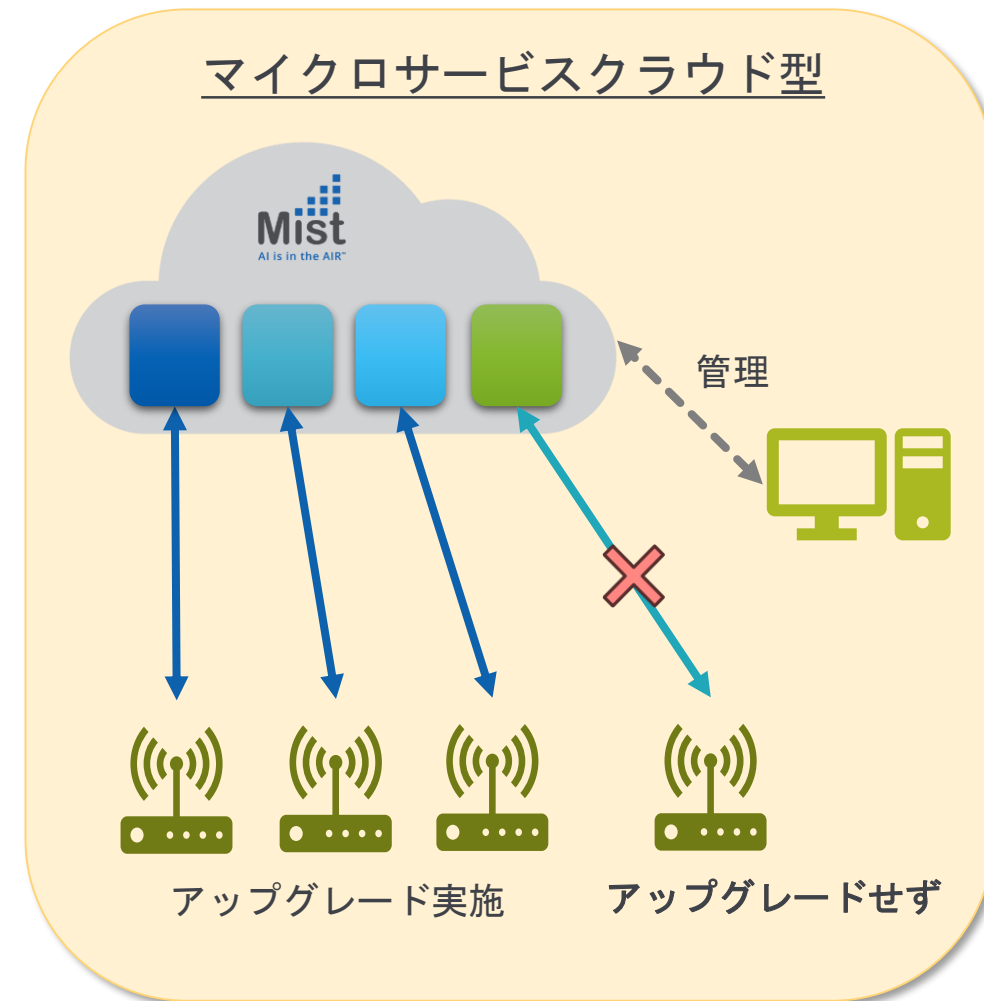 マイクロサービスクラウド型
Mist
AI is in the AIR™
管理
アップグレード実施
アップグレードせず